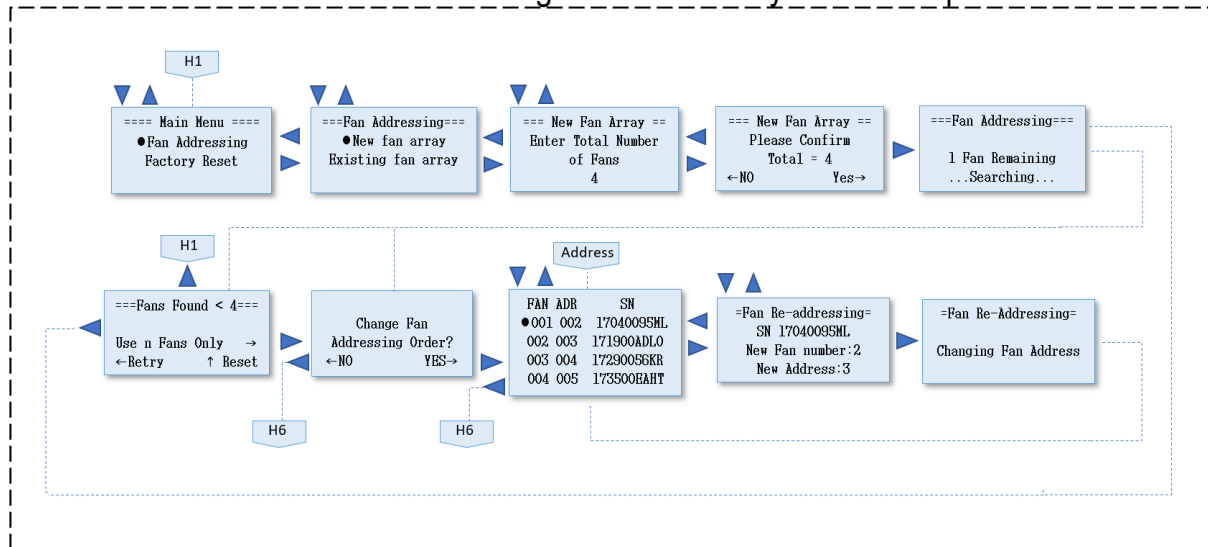 H1
==== Main Menu ====
●Fan Addressing
Factory Reset
===Fan Addressing===
●New fan array
Existing fan array
=== New Fan Array ==
Enter Total Number
of Fans
4
=== New Fan Array ==
Please Confirm
Total = 4
←NO Yes→
===Fan Addressing===
1 Fan Remaining
...Searching...
H1
===Fans Found < 4===
Use n Fans Only →
←Retry ↑ Reset
Change Fan
Addressing Order?
←NO YES→
Address
FAN ADR SN
●001 002 17040095ML
002 003 171900ADLO
003 004 17290056KR
004 005 173500EAHT
=Fan Re-addressing=
SN 17040095ML
New Fan number:2
New Address:3
=Fan Re-Addressing=
Changing Fan Address
H6
H6